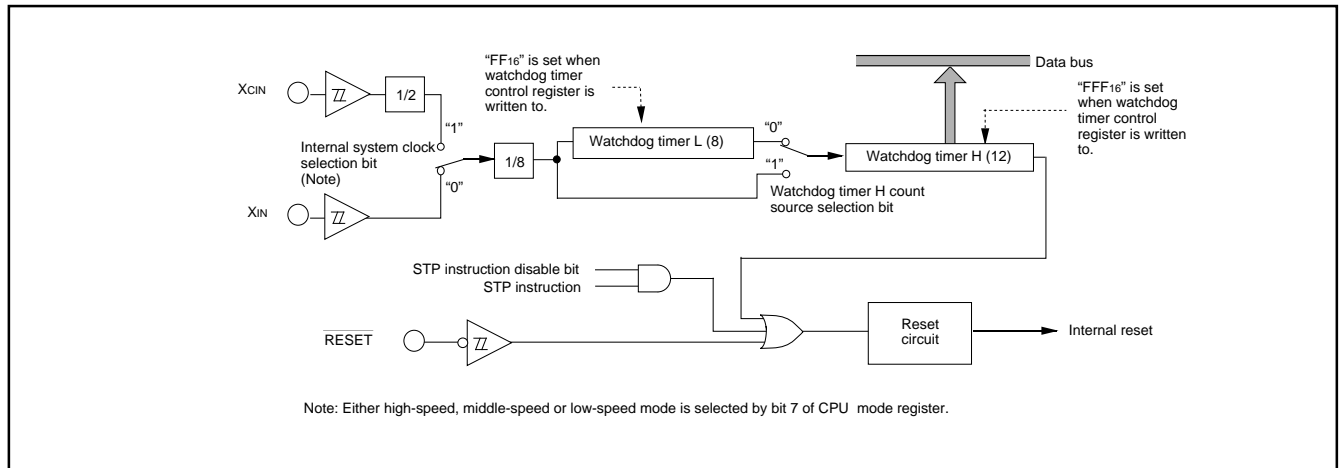 “FF16” is set when
watchdog timer
control register is
written to.
Data bus
“FFF16” is set
when watchdog
timer control
register is written
to.
XCIN
1/2
“1”
Internal system clock
selection bit
(Note)
“0”
1/8
Watchdog timer L (8)
“0”
“1”
Watchdog timer H (12)
Watchdog timer H count
source selection bit
XIN
STP instruction disable bit
STP instruction
RESET
Reset
circuit
Internal reset
Note: Either high-speed, middle-speed or low-speed mode is selected by bit 7 of CPU mode register.